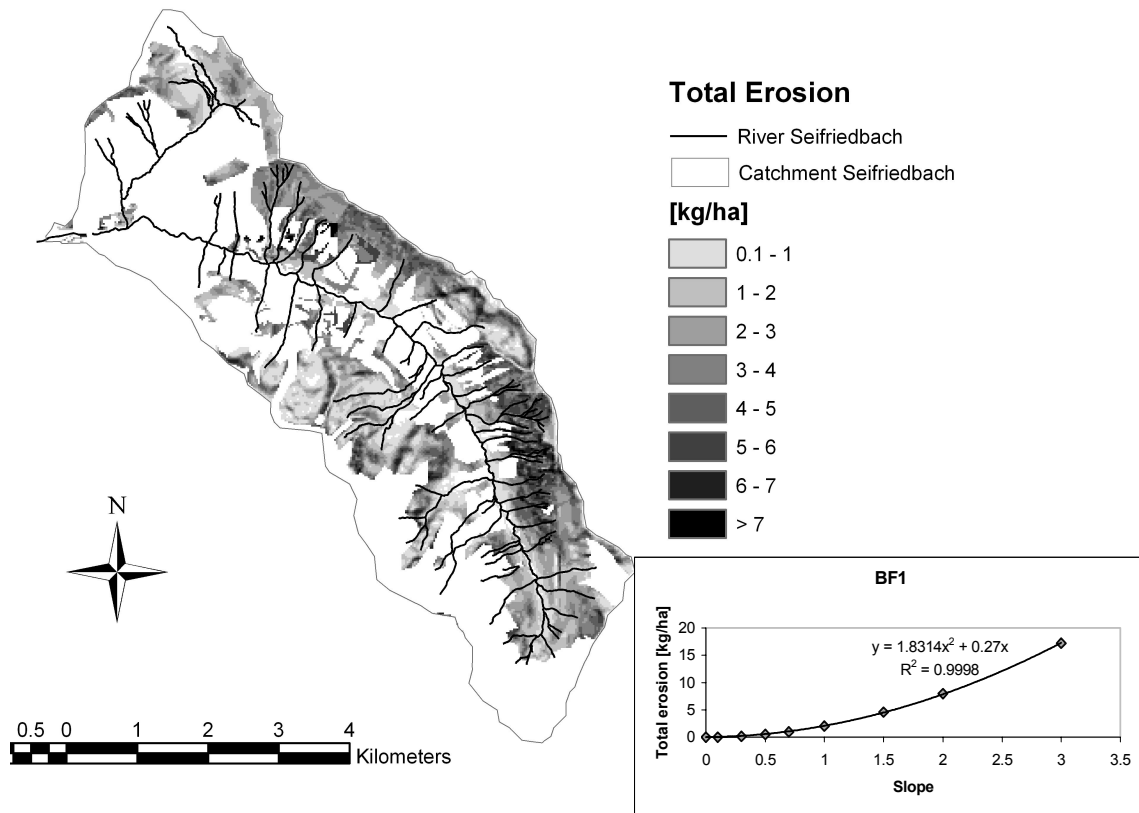 Total Erosion
River Seifriedbach
Catchment Seifriedbach
[kg/ha]
0.1 - 1
1 - 2
2 - 3
3 - 4
4 - 5
5 - 6
6 - 7
> 7
N
0.5 0 1 2 3 4
Kilometers
BF1
Total erosion [kg/ha]
20
15
10
5
0
y = 1.8314x² + 0.27x
R² = 0.9998
0 0.5 1 1.5 2 2.5 3 3.5
Slope